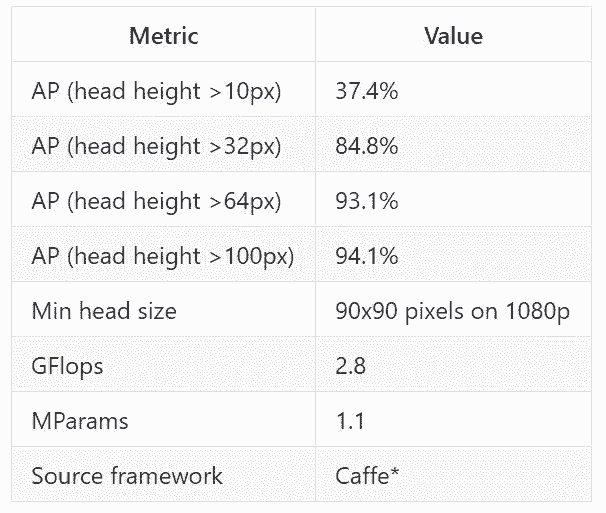 Metric Value
AP (head height >10px) 37.4%
AP (head height >32px) 84.8%
AP (head height >64px) 93.1%
AP (head height >100px) 94.1%
Min head size 90x90 pixels on 1080p
GFlops 2.8
MParams 1.1
Source framework Caffe*